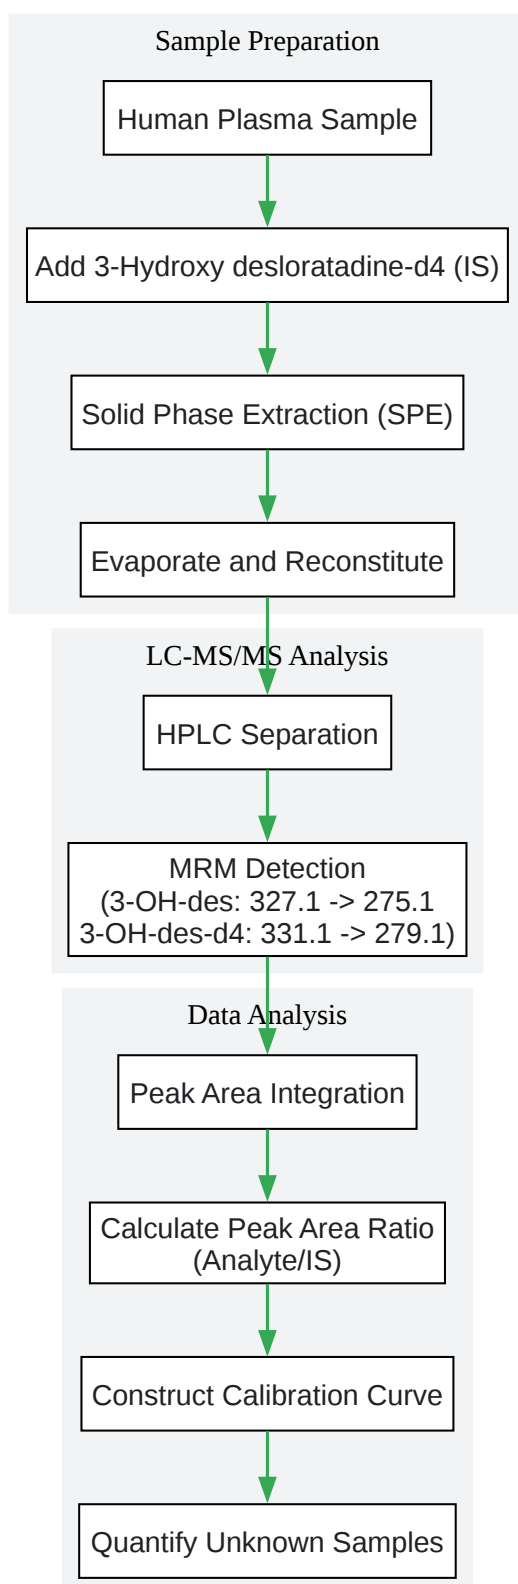 Sample Preparation
Human Plasma Sample
Add 3-Hydroxy desloratadine-d4 (IS)
Solid Phase Extraction (SPE)
Evaporate and Reconstitute
LC-MS/MS Analysis
HPLC Separation
MRM Detection
(3-OH-des: 327.1 -> 275.1
3-OH-des-d4: 331.1 -> 279.1)
Data Analysis
Peak Area Integration
Calculate Peak Area Ratio
(Analyte/IS)
Construct Calibration Curve
Quantify Unknown Samples